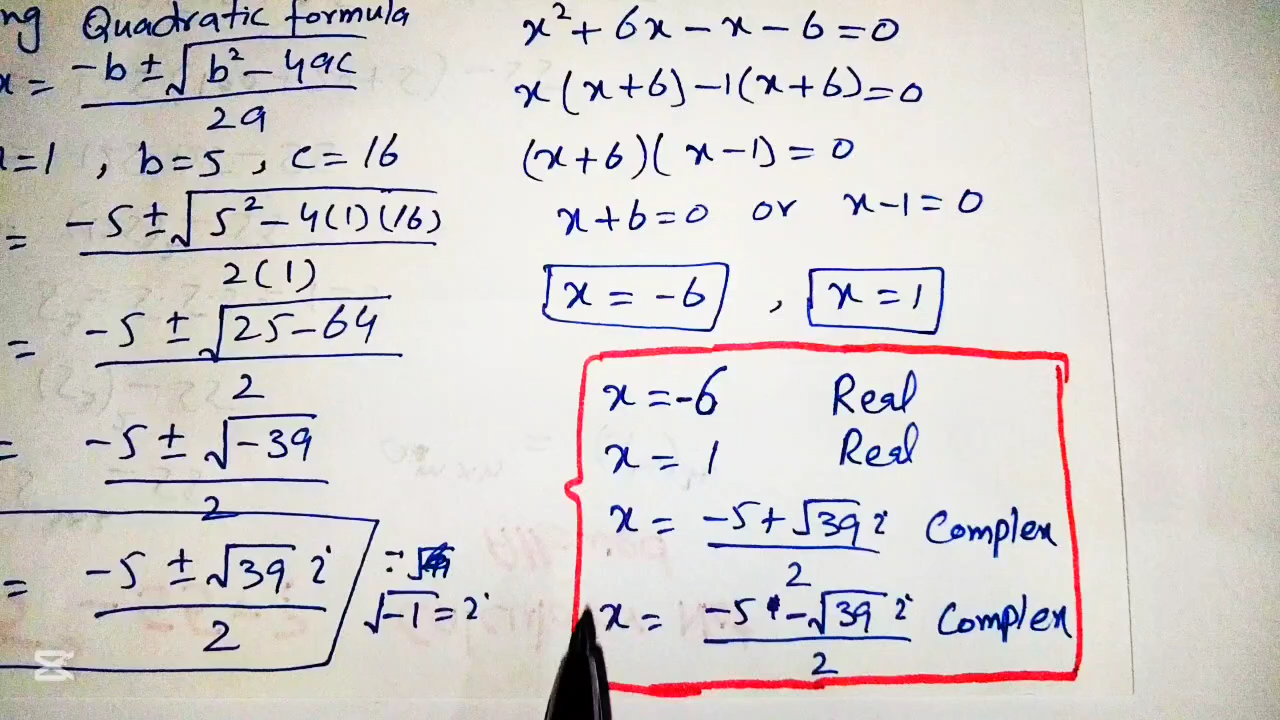 ng Quadratic formula
x = -b ± √b² - 4ac
2a
a=1 , b=5 , c=16
= -5 ± √5² - 4(1)(16)
2(1)
= -5 ± √25-64
2
= -5 ± √-39
2
= -5 ± √39 i
2
√-1 = i
x² + 6x - x - 6 = 0
x(x+6) -1(x+6) = 0
(x+6)(x-1) = 0
x+6=0 or x-1=0
x = -6 , x = 1
x = -6 Real
x = 1 Real
x = -5+√39 i Complex
2
x = -5 - √39 i Complex
2